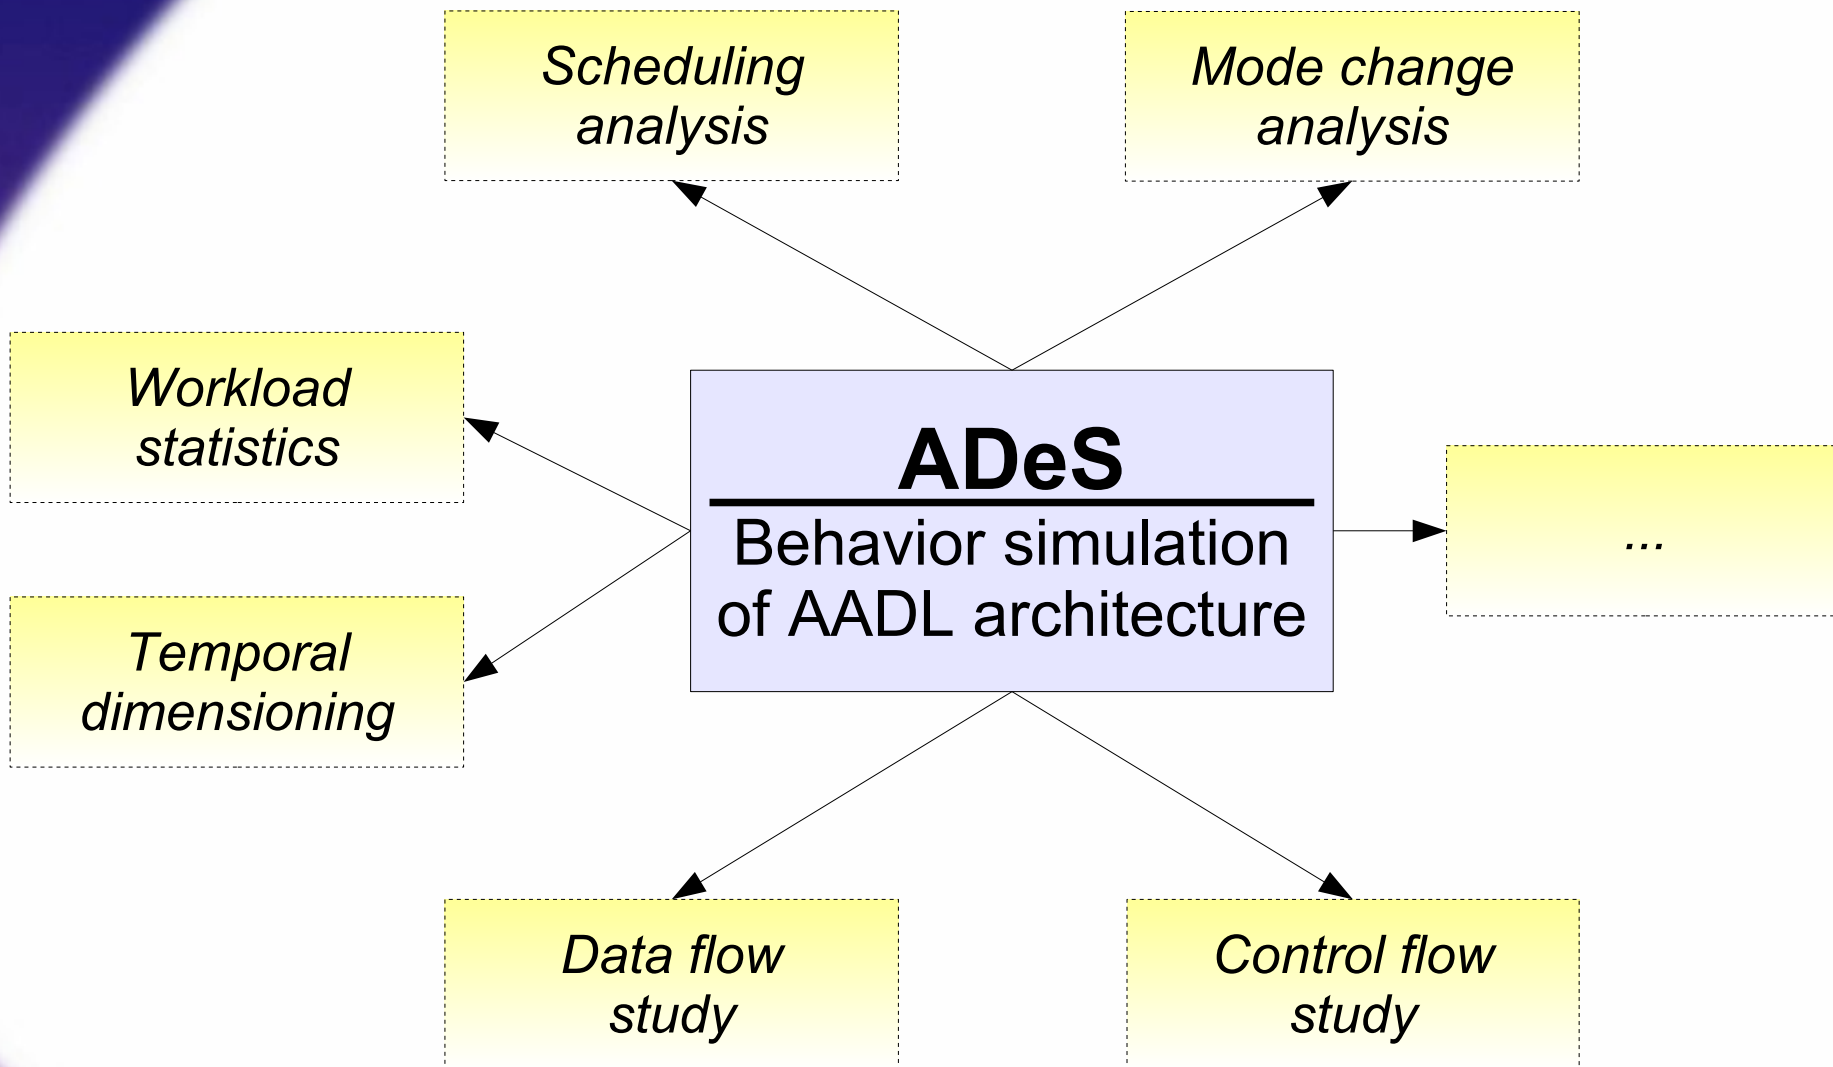 Scheduling
analysis
Mode change
analysis
Workload
statistics
ADeS
Behavior simulation
of AADL architecture
...
Temporal
dimensioning
Data flow
study
Control flow
study